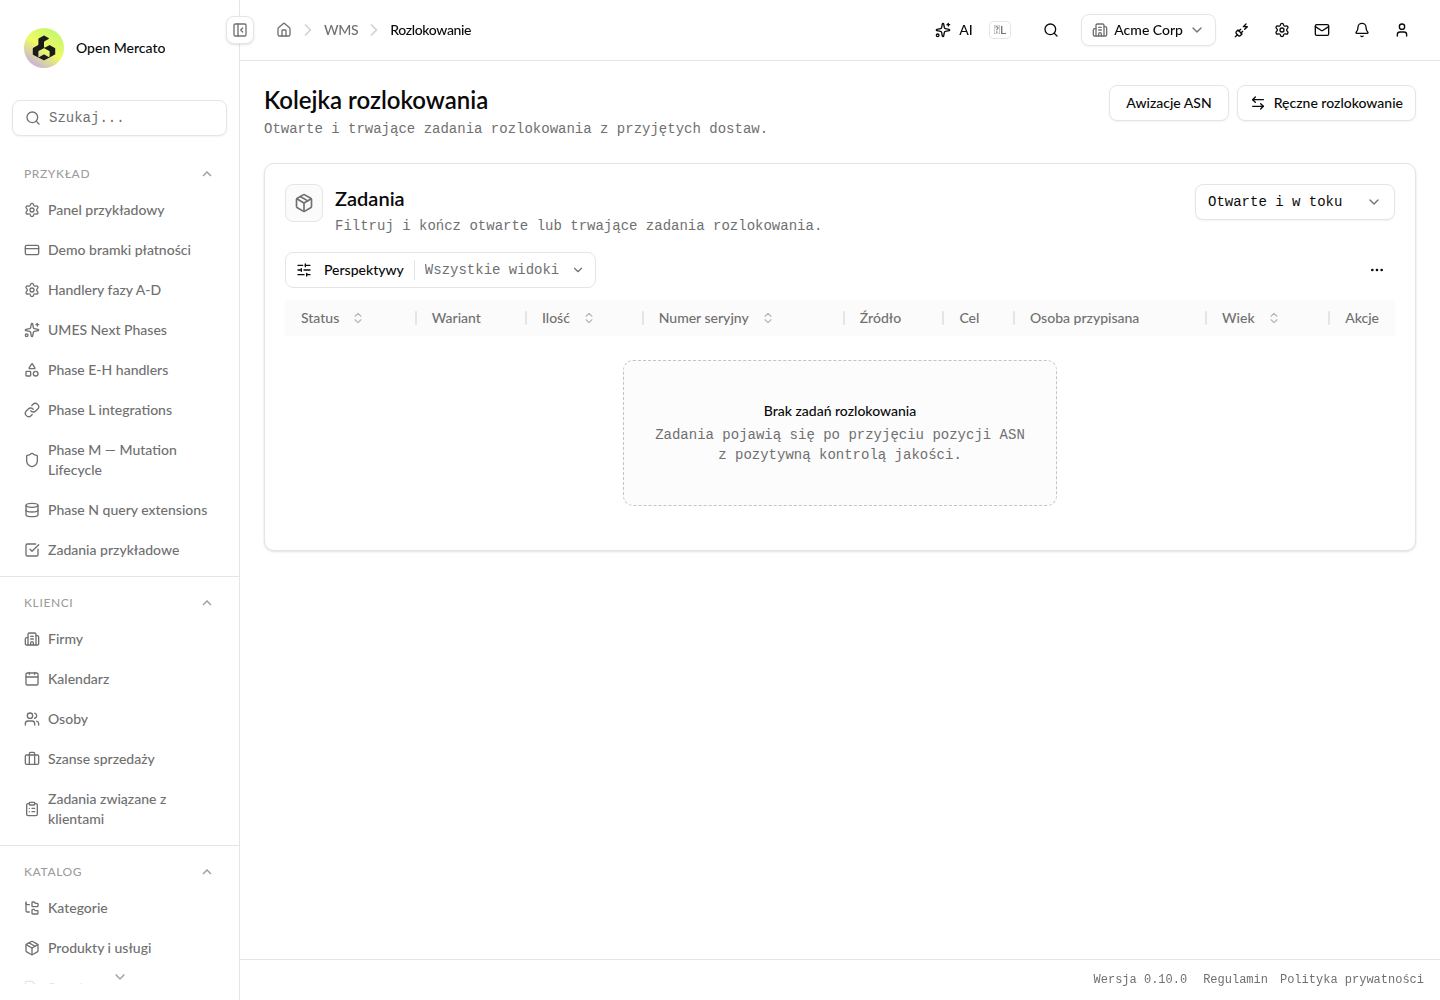 Open Mercato
Szukaj...
PRZYKŁAD
Panel przykładowy
Demo bramki płatności
Handlery fazy A-D
UMES Next Phases
Phase E-H handlers
Phase L integrations
Phase M — Mutation
Lifecycle
Phase N query extensions
Zadania przykładowe
KLIENCI
Firmy
Kalendarz
Osoby
Szanse sprzedaży
Zadania związane z
klientami
KATALOG
Kategorie
Produkty i usługi
WMS Rozlokowanie
AI L Acme Corp
Kolejka rozlokowania
Otwarte i trwające zadania rozlokowania z przyjętych dostaw.
Awizacje ASN Ręczne rozlokowanie
Zadania
Filtruj i kończ otwarte lub trwające zadania rozlokowania.
Otwarte i w toku
Perspektywy Wszystkie widoki
Status Wariant Ilość Numer seryjny Źródło Cel Osoba przypisana Wiek Akcje
Brak zadań rozlokowania
Zadania pojawią się po przyjęciu pozycji ASN
z pozytywną kontrolą jakości.
Wersja 0.10.0 Regulamin Polityka prywatności